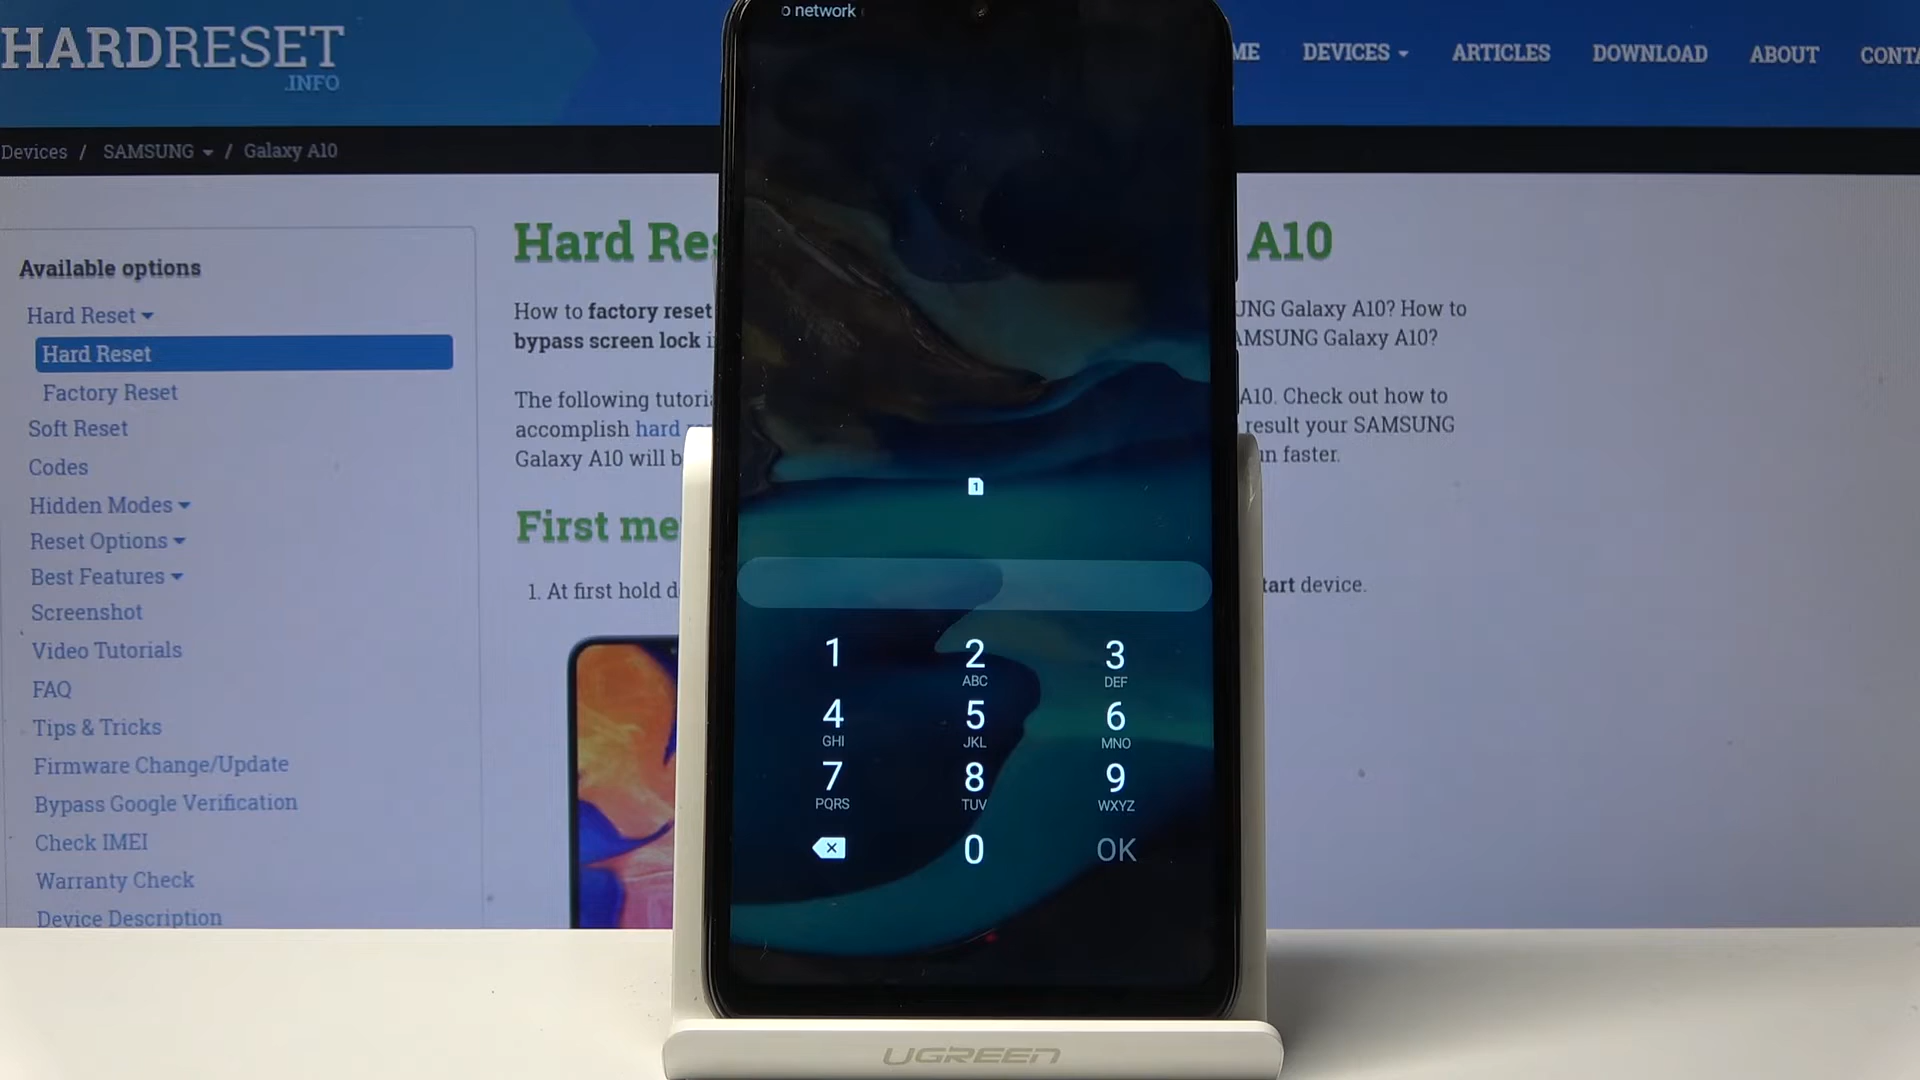 HARDRESET
.INFO
DEVICES
ARTICLES
DOWNLOAD
ABOUT
Devices / SAMSUNG / Galaxy A10
Available options
Hard Reset
Hard Reset
Factory Reset
Soft Reset
Codes
Hidden Modes
Reset Options
Best Features
Screenshot
Video Tutorials
FAQ
Tips & Tricks
Firmware Change/Update
Bypass Google Verification
Check IMEI
Warranty Check
Device Description
Hard A10
How to factory reset Galaxy A10? How to
bypass screen lock Galaxy A10?
The following A10. Check out how to
accomplish hard result your SAMSUNG
Galaxy A10 will faster.
First
1. At first hold device.
network
1
1
2
ABC
3
DEF
4
GHI
5
JKL
6
MNO
7
PQRS
8
TUV
9
WXYZ
0
OK
UGREEN